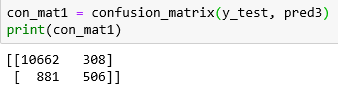 con_mat1 = confusion_matrix(y_test, pred3)
print(con_mat1)
[[10662   308]
 [  881   506]]